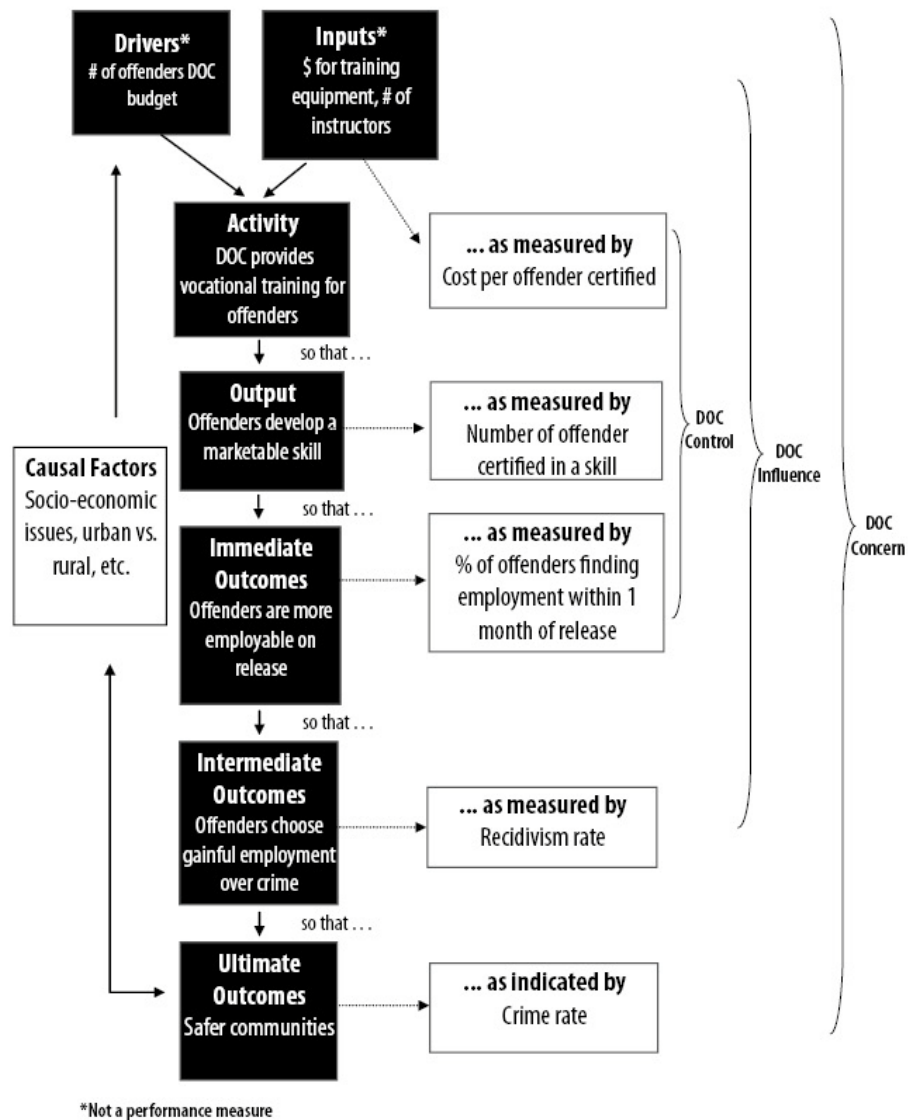 Drivers*
# of offenders DOC
budget
Inputs*
$ for training
equipment, # of
instructors
Activity
DOC provides
vocational training for
offenders
... as measured by
Cost per offender certified
so that . . .
Output
Offenders develop a
marketable skill
... as measured by
Number of offender
certified in a skill
DOC
Control
DOC
Influence
DOC
Concern
Causal Factors
Socio-economic
issues, urban vs.
rural, etc.
so that . . .
Immediate
Outcomes
Offenders are more
employable on
release
... as measured by
% of offenders finding
employment within 1
month of release
so that . . .
Intermediate
Outcomes
Offenders choose
gainful employment
over crime
... as measured by
Recidivism rate
so that . . .
Ultimate
Outcomes
Safer communities
... as indicated by
Crime rate
*Not a performance measure